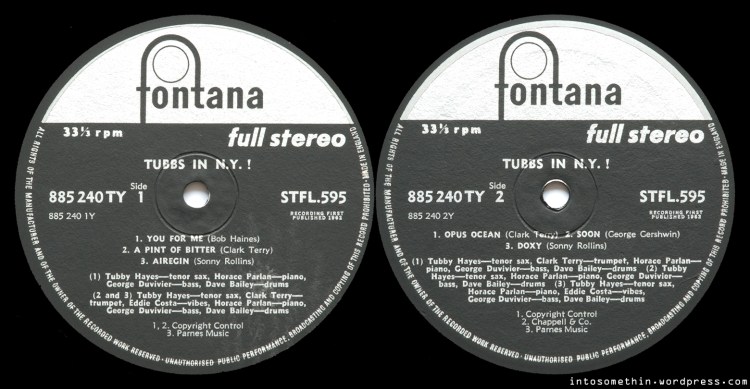 fontana
33⅓ rpm
full stereo
TUBBS IN N.Y. !
885 240 TY Side 1 STFL.595
885 240 1Y
RECORDING FIRST
PUBLISHED 1962
1. YOU FOR ME (Bob Haines)
2. A PINT OF BITTER (Clark Terry)
3. AIREGIN (Sonny Rollins)
(1) Tubby Hayes—tenor sax, Horace Parlan—piano,
George Duvivier—bass, Dave Bailey—drums
(2 and 3) Tubby Hayes—tenor sax, Clark Terry—
trumpet, Eddie Costa—vibes, Horace Parlan—piano,
George Duvivier—bass, Dave Bailey—drums
1, 2. Copyright Control
3. Parnes Music
ALL RIGHTS OF THE MANUFACTURER AND OF THE OWNER OF THE RECORDED WORK RESERVED · UNAUTHORISED PUBLIC PERFORMANCE, BROADCASTING AND COPYING OF THIS RECORD PROHIBITED · MADE IN ENGLAND
fontana
33⅓ rpm
full stereo
TUBBS IN N.Y. !
885 240 TY Side 2 STFL.595
885 240 2Y
RECORDING FIRST
PUBLISHED 1962
1. OPUS OCEAN (Clark Terry) 2. SOON (George Gershwin)
3. DOXY (Sonny Rollins)
(1) Tubby Hayes—tenor sax, Clark Terry—trumpet, Horace Parlan—
piano, George Duvivier—bass, Dave Bailey—drums (2) Tubby
Hayes—tenor sax, Horace Parlan—piano, George Duvivier—
bass, Dave Bailey—drums (3) Tubby Hayes—tenor sax,
Horace Parlan—piano, Eddie Costa—vibes,
George Duvivier—bass, Dave Bailey—drums
1. Copyright Control
2. Chappell & Co.
3. Parnes Music
ALL RIGHTS OF THE MANUFACTURER AND OF THE OWNER OF THE RECORDED WORK RESERVED · UNAUTHORISED PUBLIC PERFORMANCE, BROADCASTING AND COPYING OF THIS RECORD PROHIBITED · MADE IN ENGLAND
intosomethin.wordpress.com